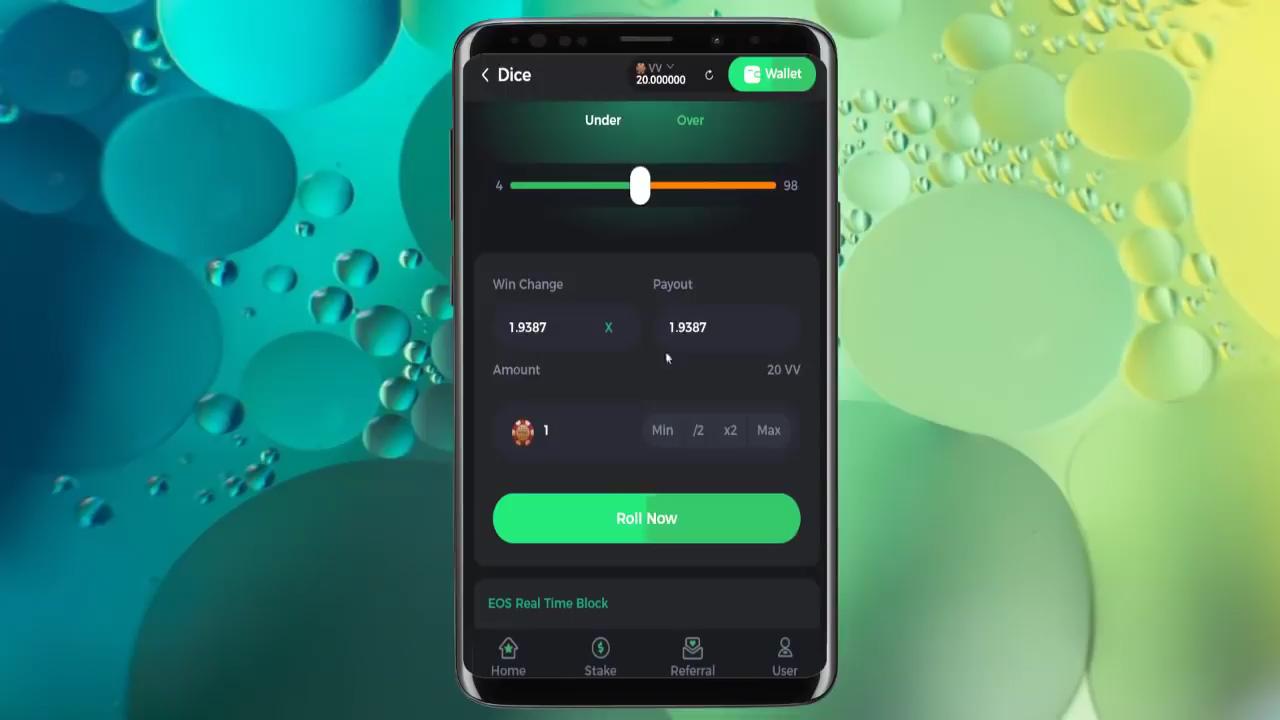 Dice
VV
20.000000
Wallet
Under Over
4 98
Win Change Payout
1.9387 X 1.9387
Amount 20 VV
1 Min /2 x2 Max
Roll Now
EOS Real Time Block
Home Stake Referral User